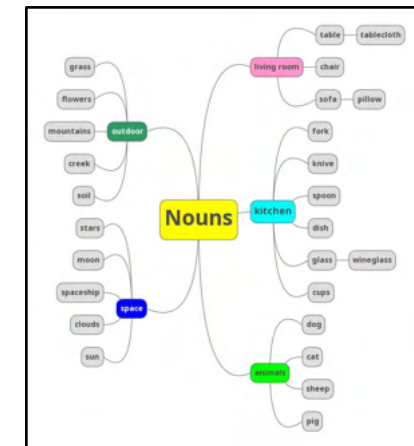 Nouns
outdoor
grass
flowers
mountains
creek
soil
space
stars
moon
spaceship
clouds
sun
living room
table
tablecloth
chair
sofa
pillow
kitchen
fork
knive
spoon
dish
glass
wineglass
cups
animals
dog
cat
sheep
pig